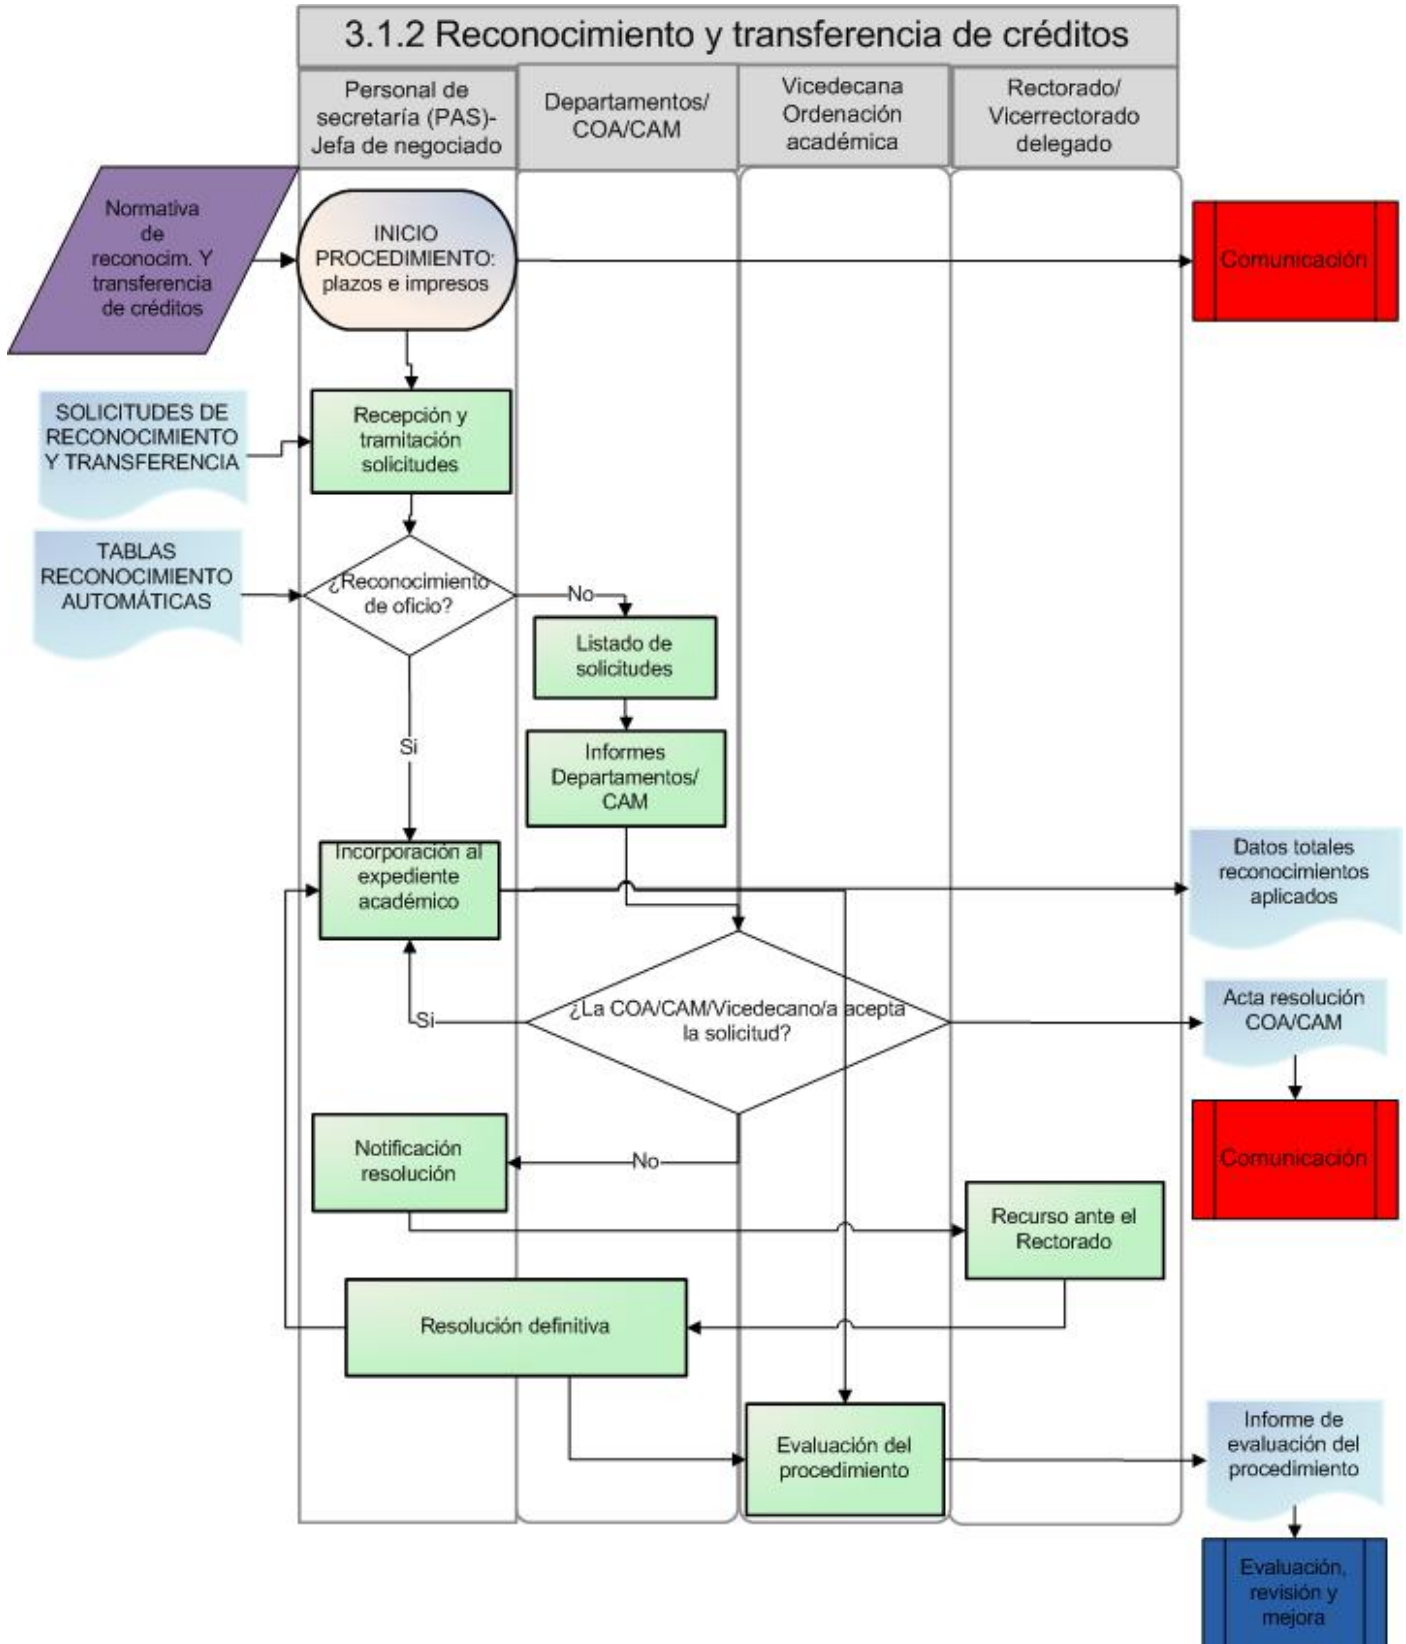 3.1.2 Reconocimiento y transferencia de créditos
Personal de
secretaría (PAS)-
Jefa de negociado
Departamentos/
COA/CAM
Vicedecana
Ordenación
académica
Rectorado/
Vicerrectorado
delegado
Normativa
de
reconocim. Y
transferencia
de créditos
INICIO
PROCEDIMIENTO:
plazos e impresos
Comunicación
SOLICITUDES DE
RECONOCIMIENTO
Y TRANSFERENCIA
Recepción y
tramitación
solicitudes
TABLAS
RECONOCIMIENTO
AUTOMÁTICAS
¿Reconocimiento
de oficio?
No
Listado de
solicitudes
Si
Informes
Departamentos/
CAM
Incorporación al
expediente
académico
Datos totales
reconocimientos
aplicados
¿La COA/CAM/Vicedecano/a acepta
la solicitud?
Si
Acta resolución
COA/CAM
Comunicación
Notificación
resolución
No
Recurso ante el
Rectorado
Resolución definitiva
Evaluación del
procedimiento
Informe de
evaluación del
procedimiento
Evaluación,
revisión y
mejora